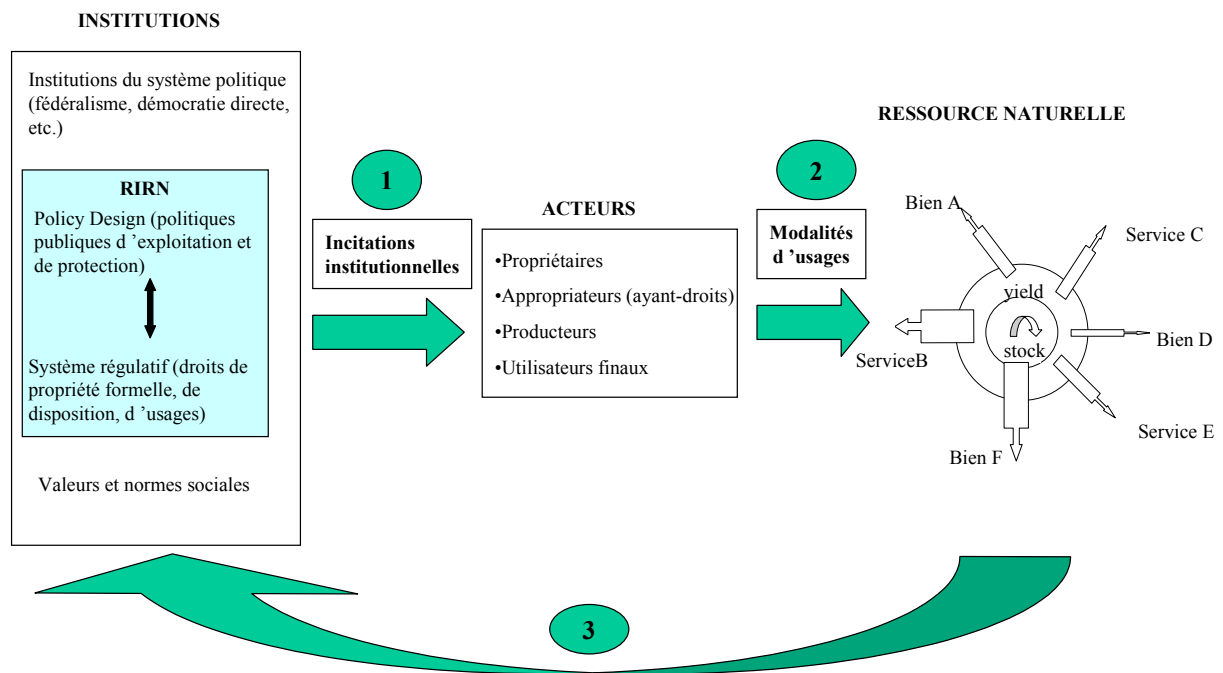 INSTITUTIONS
Institutions du système politique
(fédéralisme, démocratie directe,
etc.)
RIRN
Policy Design (politiques
publiques d ’exploitation et
de protection)
Système régulatif (droits de
propriété formelle, de
disposition, d ’usages)
Valeurs et normes sociales
1
Incitations
institutionnelles
ACTEURS
•Propriétaires
•Appropriateurs (ayant-droits)
•Producteurs
•Utilisateurs finaux
2
Modalités
d ’usages
RESSOURCE NATURELLE
Bien A
Service C
yield
stock
Bien D
ServiceB
Service E
Bien F
3